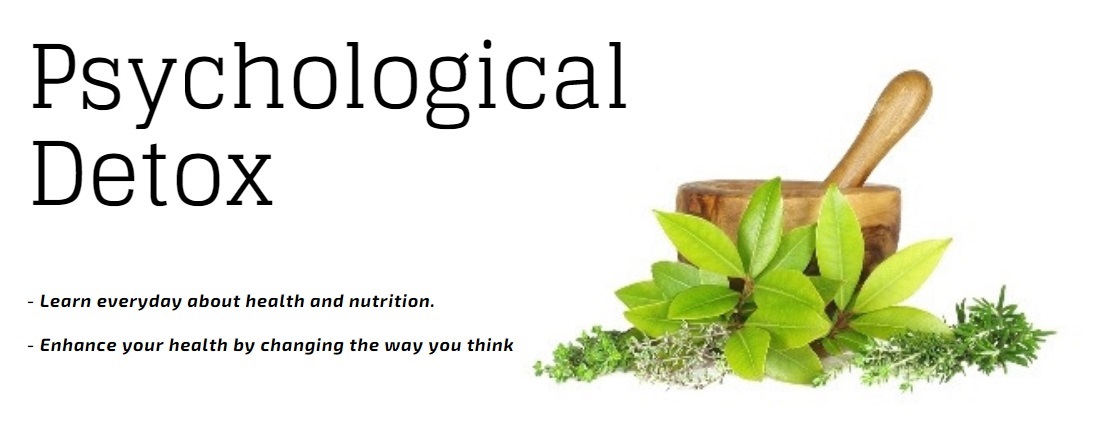 Psychological
Detox
- Learn everyday about health and nutrition.
- Enhance your health by changing the way you think